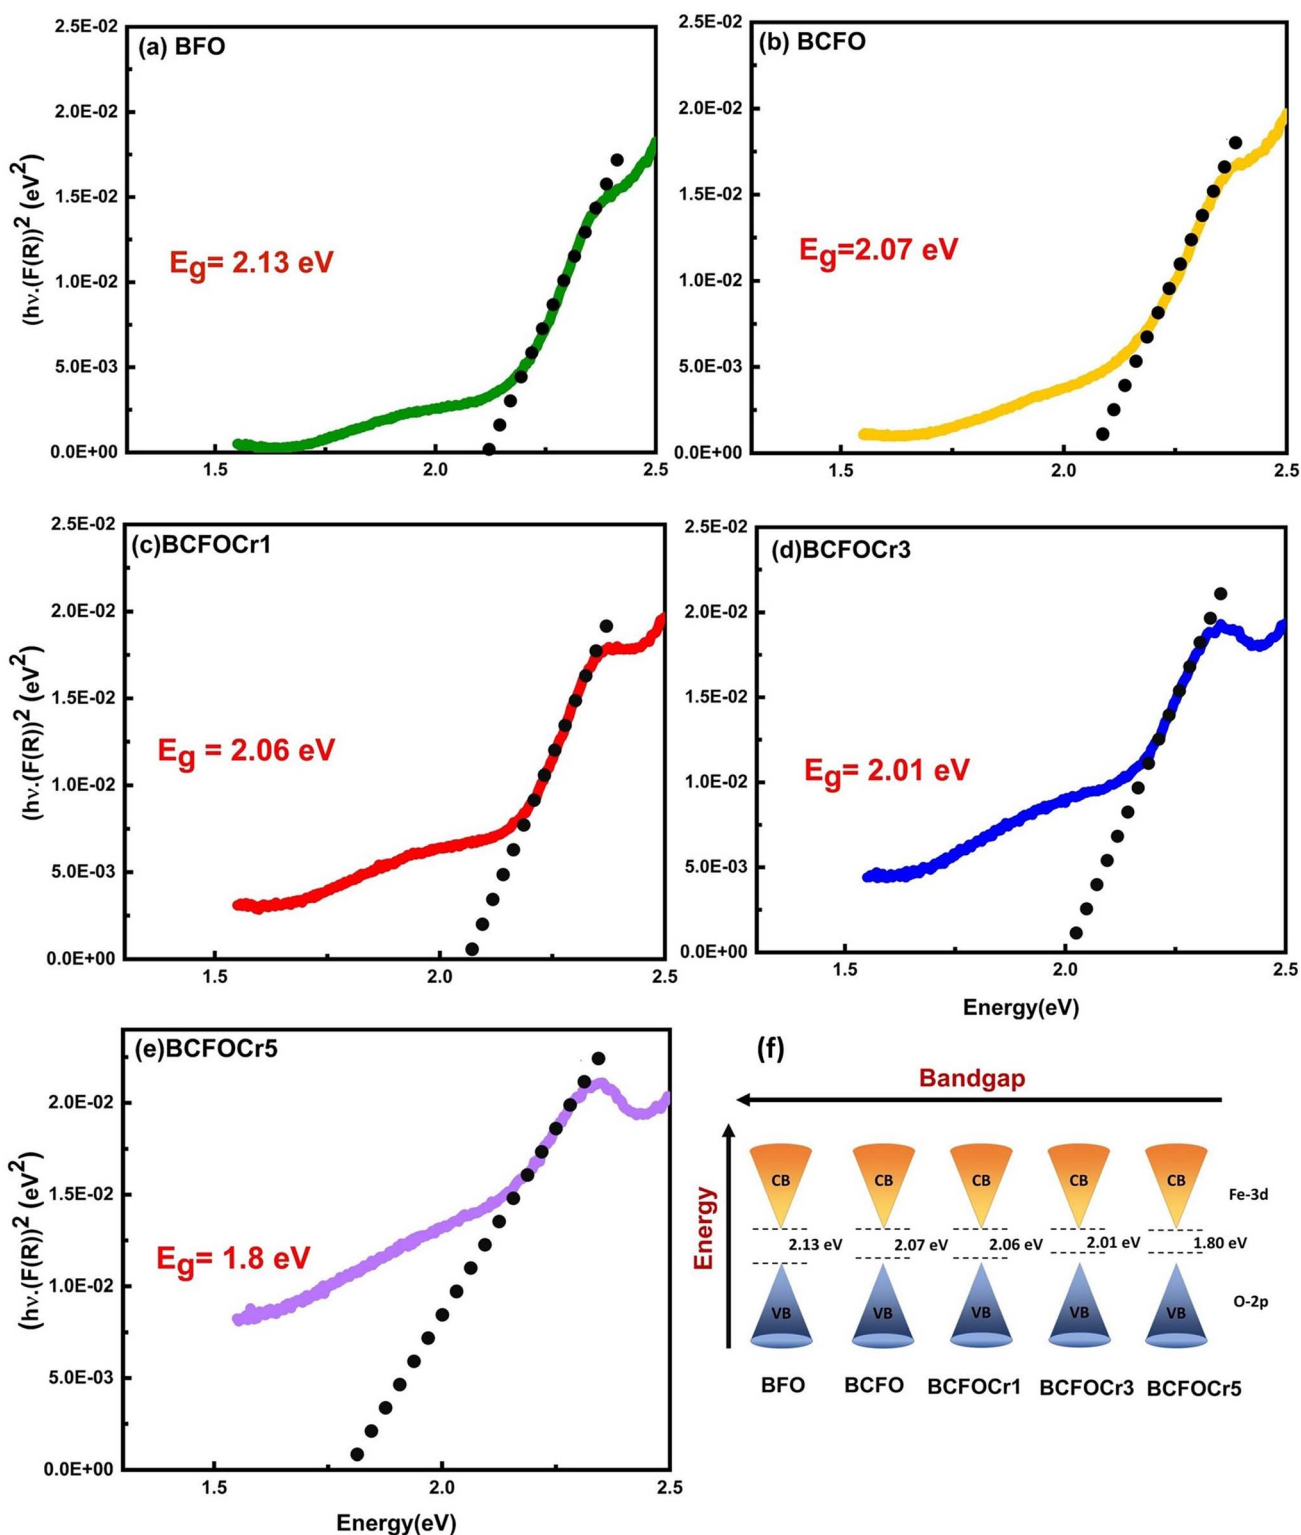 (a) BFO
2.5E-02
2.0E-02
1.5E-02
1.0E-02
5.0E-03
0.0E+00
(hν.(F(R))² (eV²)
Eg= 2.13 eV
1.5 2.0 2.5
(b) BCFO
2.5E-02
2.0E-02
1.5E-02
1.0E-02
5.0E-03
0.0E+00
Eg=2.07 eV
1.5 2.0 2.5
(c)BCFOCr1
2.5E-02
2.0E-02
1.5E-02
1.0E-02
5.0E-03
0.0E+00
(hν.(F(R))² (eV²)
Eg = 2.06 eV
1.5 2.0 2.5
(d)BCFOCr3
2.5E-02
2.0E-02
1.5E-02
1.0E-02
5.0E-03
0.0E+00
Eg= 2.01 eV
1.5 2.0 2.5
Energy(eV)
(e)BCFOCr5
2.0E-02
1.5E-02
1.0E-02
5.0E-03
0.0E+00
(hν.(F(R))² (eV²)
Eg= 1.8 eV
1.5 2.0 2.5
Energy(eV)
(f)
Bandgap
Energy
CB CB CB CB CB
Fe-3d
2.13 eV 2.07 eV 2.06 eV 2.01 eV 1.80 eV
O-2p
VB VB VB VB VB
BFO BCFO BCFOCr1 BCFOCr3 BCFOCr5